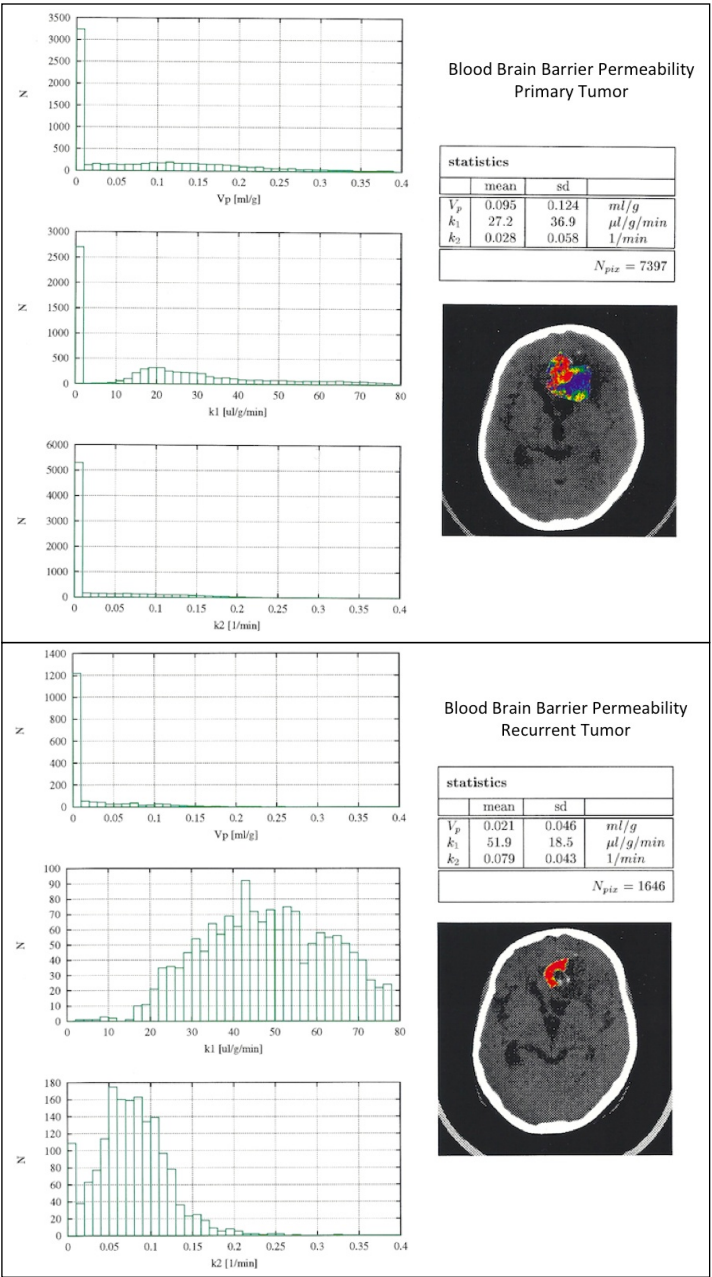 3500
3000
2500
2000
1500
1000
500
0
N
0 0.05 0.1 0.15 0.2 0.25 0.3 0.35 0.4
Vp [ml/g]
Blood Brain Barrier Permeability
Primary Tumor
statistics
mean sd
Vp 0.095 0.124 ml/g
k1 27.2 36.9 μl/g/min
k2 0.028 0.058 1/min
Npix = 7397
3000
2500
2000
1500
1000
500
0
N
0 10 20 30 40 50 60 70 80
k1 [ul/g/min]
6000
5000
4000
3000
2000
1000
0
N
0 0.05 0.1 0.15 0.2 0.25 0.3 0.35 0.4
k2 [1/min]
1400
1200
1000
800
600
400
200
0
N
0 0.05 0.1 0.15 0.2 0.25 0.3 0.35 0.4
Vp [ml/g]
Blood Brain Barrier Permeability
Recurrent Tumor
statistics
mean sd
Vp 0.021 0.046 ml/g
k1 51.9 18.5 μl/g/min
k2 0.079 0.043 1/min
Npix = 1646
100
90
80
70
60
50
40
30
20
10
0
N
0 10 20 30 40 50 60 70 80
k1 [ul/g/min]
180
160
140
120
100
80
60
40
20
0
N
0 0.05 0.1 0.15 0.2 0.25 0.3 0.35 0.4
k2 [1/min]